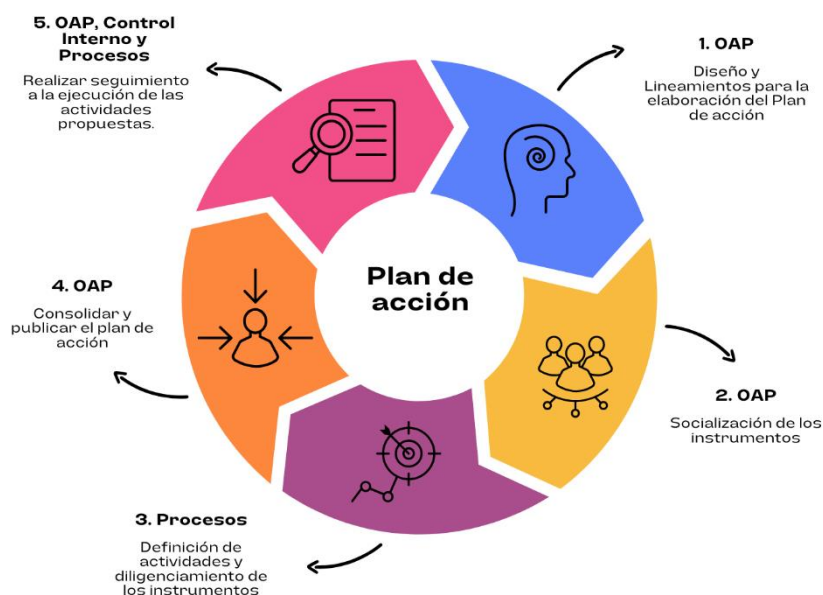 Plan de
acción
1. OAP
Diseño y
Lineamientos para la
elaboración del Plan
de acción
2. OAP
Socialización de los
instrumentos
3. Procesos
Definición de
actividades y
diligenciamiento de
los instrumentos
4. OAP
Consolidar y
publicar el plan de
acción
5. OAP, Control
Interno y
Procesos
Realizar seguimiento
a la ejecución de las
actividades
propuestas.